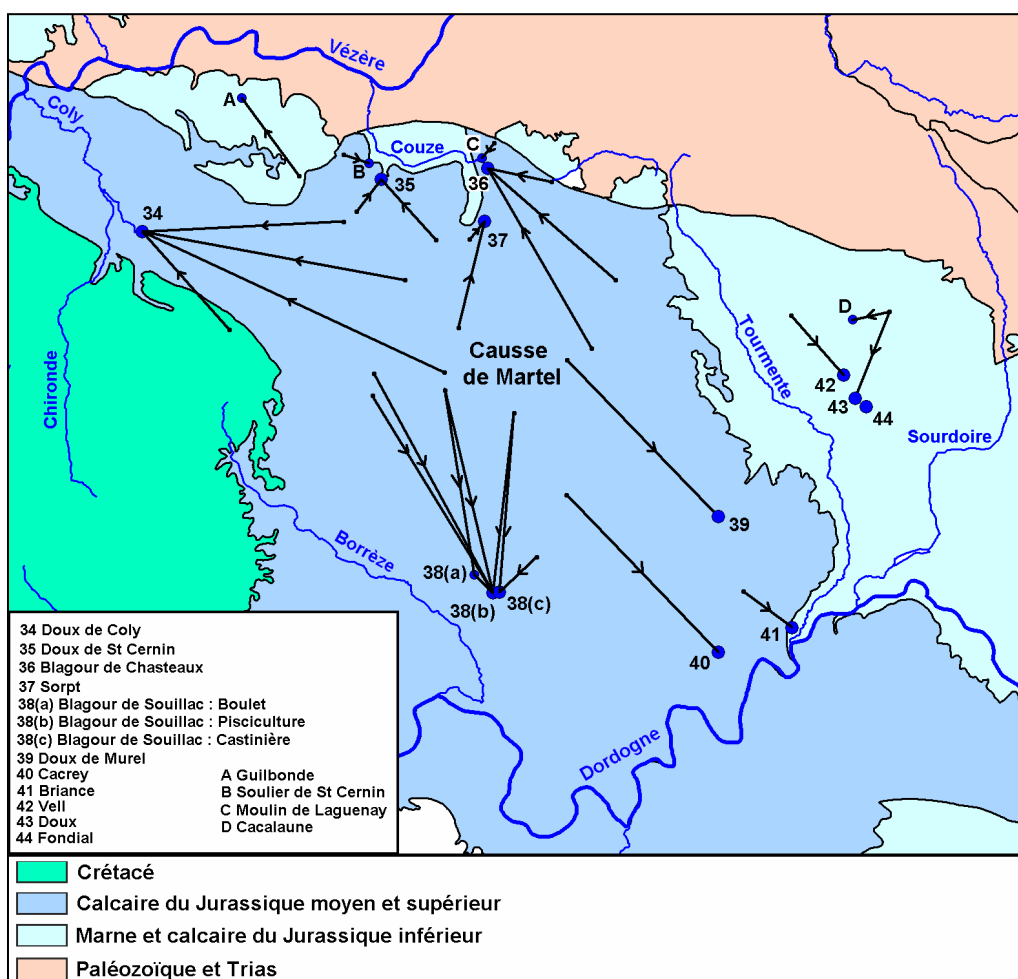 Vézère
Coly
A
Couze
C
B
35
36
34
37
Causse
de Martel
Tourmente
D
42
43
44
Chironde
Sourdoire
39
Borrèze
38(a)
38(b)
38(c)
41
40
Dordogne
34 Doux de Coly
35 Doux de St Cernin
36 Blagour de Chasteaux
37 Sorpt
38(a) Blagour de Souillac : Boulet
38(b) Blagour de Souillac : Pisciculture
38(c) Blagour de Souillac : Castinière
39 Doux de Murel
40 Cacrey
41 Briance
42 Vell
43 Doux
44 Fondial
A Guilbonde
B Soulier de St Cernin
C Moulin de Laguenay
D Cacalaune
Crétacé
Calcaire du Jurassique moyen et supérieur
Marne et calcaire du Jurassique inférieur
Paléozoïque et Trias